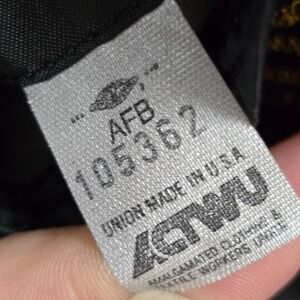 AFB
105362
UNION MADE IN U.S.A
ACTWU
AMALGAMATED CLOTHING &
TEXTILE WORKERS UNION